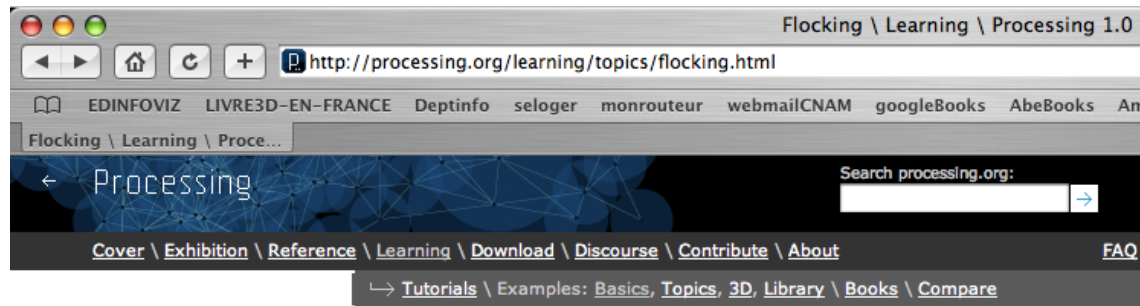 Flocking \ Learning \ Processing 1.0
http://processing.org/learning/topics/flocking.html
EDINFOVIZ LIVRE3D-EN-FRANCE Deptinfo seloger monrouteur webmailCNAM googleBooks AbeBooks Am
Flocking \ Learning \ Proce...
← Processing
Search processing.org:
→
Cover \ Exhibition \ Reference \ Learning \ Download \ Discourse \ Contribute \ About FAQ
↳ Tutorials \ Examples: Basics, Topics, 3D, Library \ Books \ Compare